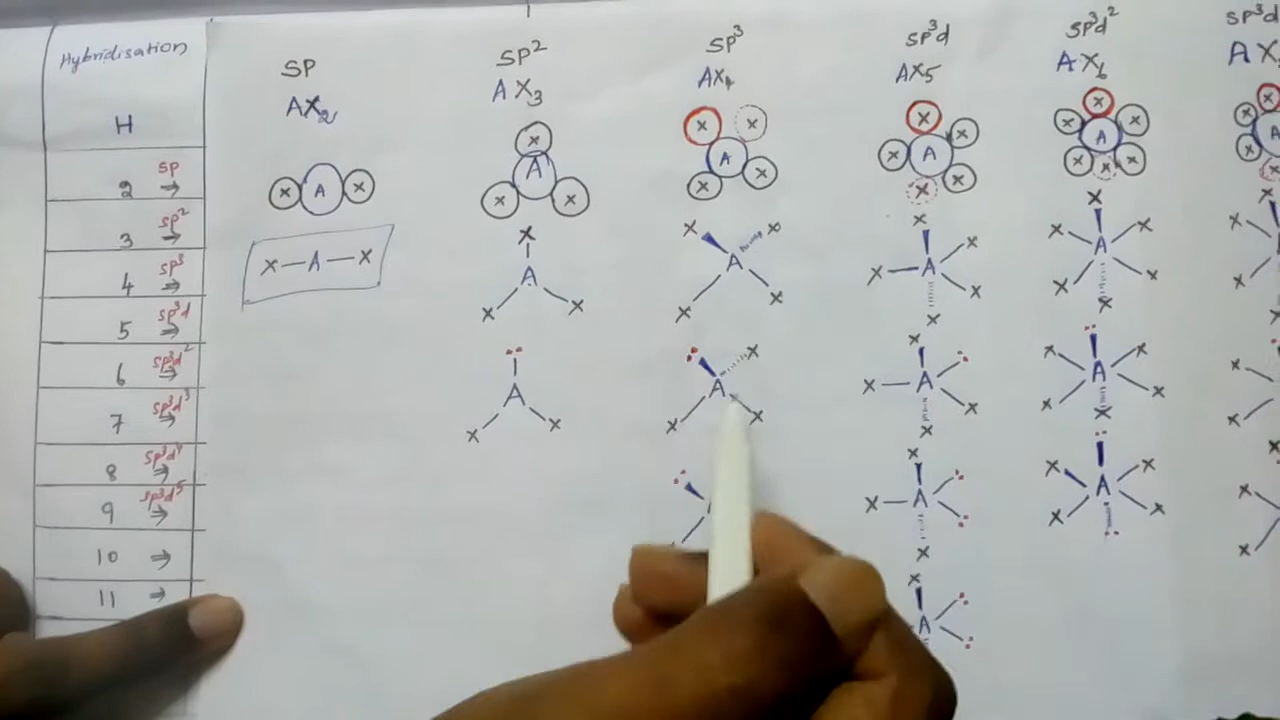 Hybridisation
H
2 sp →
3 sp² →
4 sp³ →
5 sp³d →
6 sp³d² →
7 sp³d³ →
8 sp³d⁴ →
9 sp³d⁵ →
10 →
11 →
SP
AX₂
X A X
X—A—X
SP²
AX₃
X
A
X X
X
A
X X
A
X X
SP³
AX₄
X X
A
X X
X X
A
X X
X
A
X X
SP³d
AX₅
X X
X A
X X
X X
X—A
X X
X
X—A X
X
X
X—A
X
X
A
SP³d²
AX₆
X
X X
A
X X X
X
X X
A
X X
X
X X
A
X X
X
X X
A
X X
SP³d
A X
X
X A
X
X
X
X
X
X
X
X
X
X
X
X